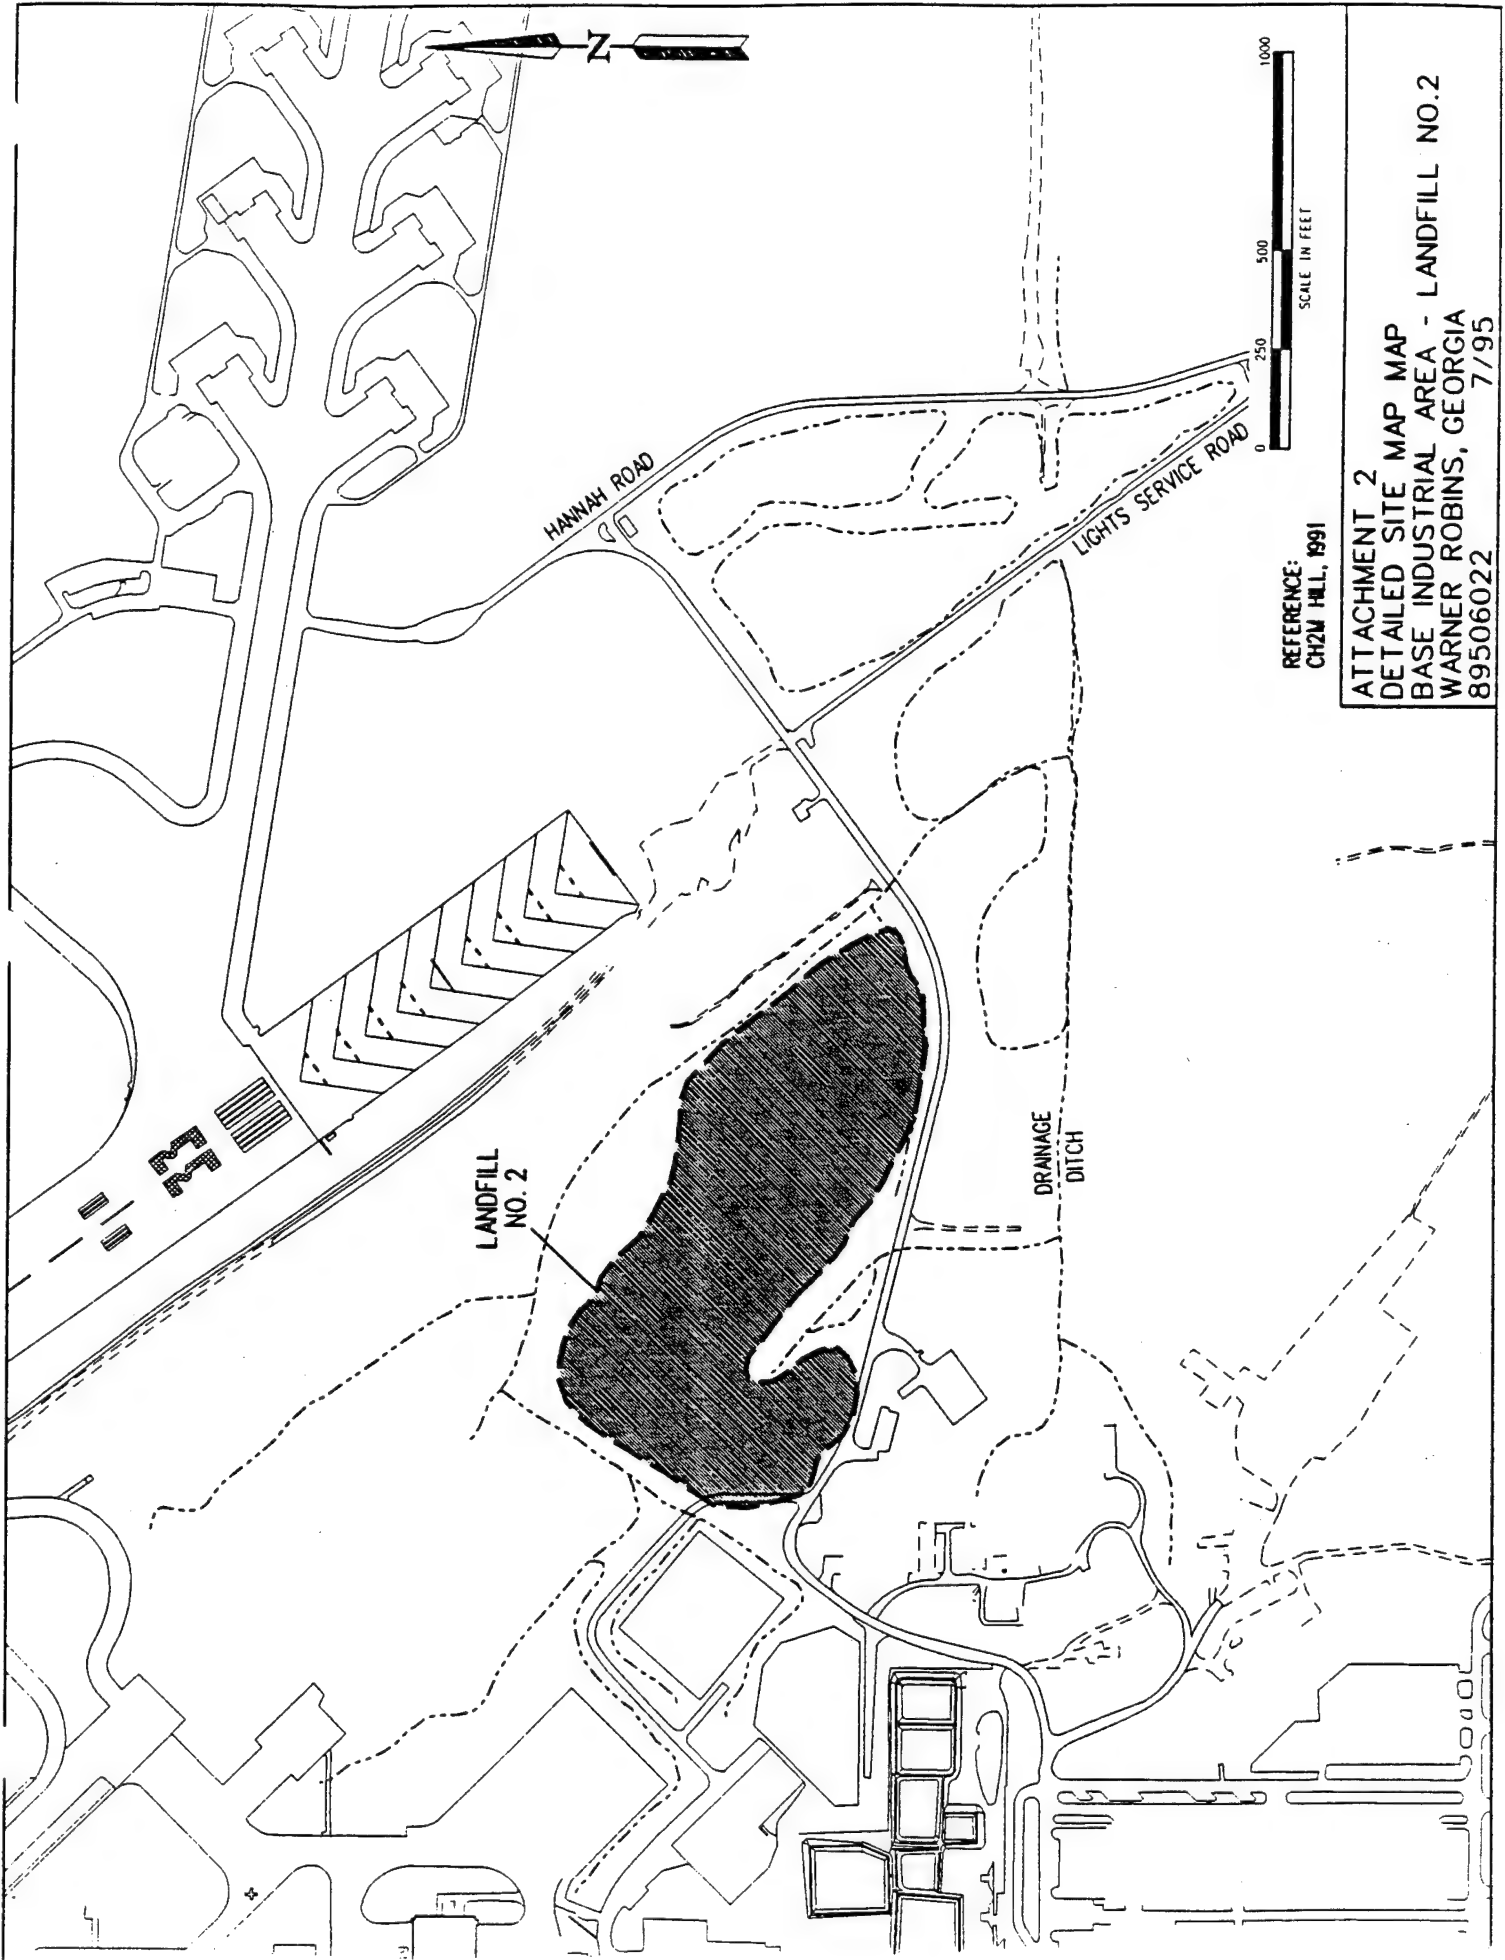 N
HANNAH ROAD
LIGHTS SERVICE ROAD
LANDFILL
NO. 2
DRAINAGE
DITCH
0 250 500 1000
SCALE IN FEET
REFERENCE:
CH2M HILL, 1991
ATTACHMENT 2
DETAILED SITE MAP MAP
BASE INDUSTRIAL AREA - LANDFILL NO.2
WARNER ROBINS, GEORGIA
89506022 7/95